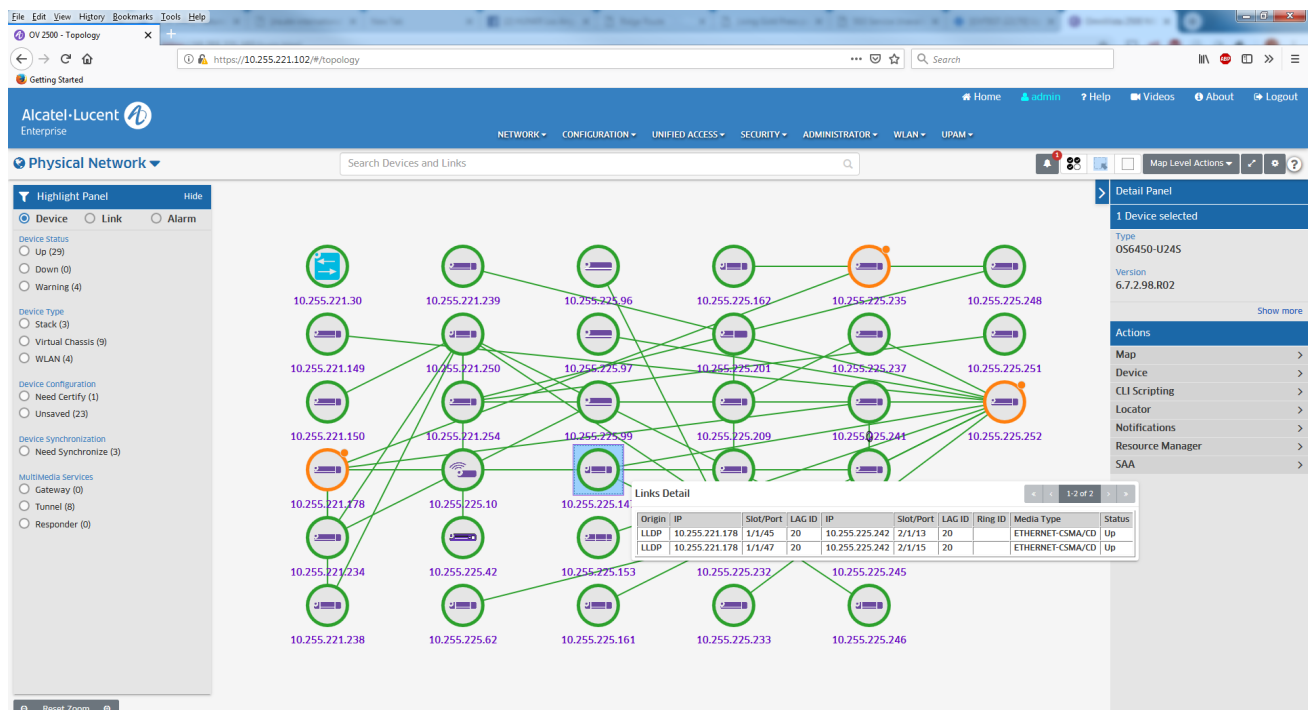 File Edit View History Bookmarks Tools Help
OV 2500 - Topology
https://10.255.221.102/#/topology
Search
Getting Started
Alcatel·Lucent
Enterprise
Home admin ? Help Videos About Logout
NETWORK CONFIGURATION UNIFIED ACCESS SECURITY ADMINISTRATOR WLAN UPAM
Physical Network
Search Devices and Links
1
Map Level Actions
?
Highlight Panel Hide
Device Link Alarm
Device Status
Up (29)
Down (0)
Warning (4)
Device Type
Stack (3)
Virtual Chassis (9)
WLAN (4)
Device Configuration
Need Certify (1)
Unsaved (23)
Device Synchronization
Need Synchronize (3)
MultiMedia Services
Gateway (0)
Tunnel (8)
Responder (0)
Reset Zoom
10.255.221.30 10.255.221.239 10.255.225.96 10.255.225.162 10.255.225.235 10.255.225.248
10.255.221.149 10.255.221.250 10.255.225.97 10.255.225.201 10.255.225.237 10.255.225.251
10.255.221.150 10.255.221.254 10.255.225.99 10.255.225.209 10.255.225.241 10.255.225.252
10.255.221.178 10.255.225.10 10.255.225.14
10.255.221.234 10.255.225.42 10.255.225.153 10.255.225.232 10.255.225.245
10.255.221.238 10.255.225.62 10.255.225.161 10.255.225.233 10.255.225.246
Links Detail
« ‹ 1-2 of 2 › »
Origin IP Slot/Port LAG ID IP Slot/Port LAG ID Ring ID Media Type Status
LLDP 10.255.221.178 1/1/45 20 10.255.225.242 2/1/13 20 ETHERNET-CSMA/CD Up
LLDP 10.255.221.178 1/1/47 20 10.255.225.242 2/1/15 20 ETHERNET-CSMA/CD Up
Detail Panel
1 Device selected
Type
OS6450-U24S
Version
6.7.2.98.R02
Show more
Actions
Map
Device
CLI Scripting
Locator
Notifications
Resource Manager
SAA